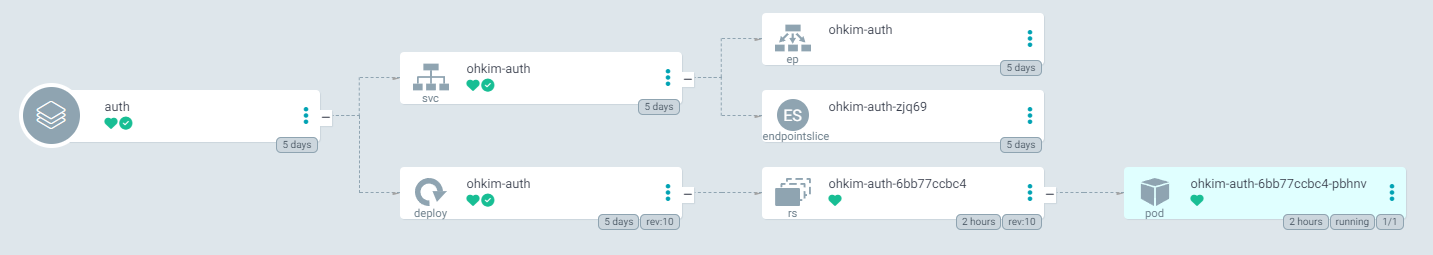 auth
5 days
ohkim-auth
svc
5 days
ohkim-auth
ep
5 days
ES
ohkim-auth-zjq69
endpointslice
5 days
ohkim-auth
deploy
5 days
rev:10
ohkim-auth-6bb77ccbc4
rs
2 hours
rev:10
ohkim-auth-6bb77ccbc4-pbhnv
pod
2 hours
running
1/1